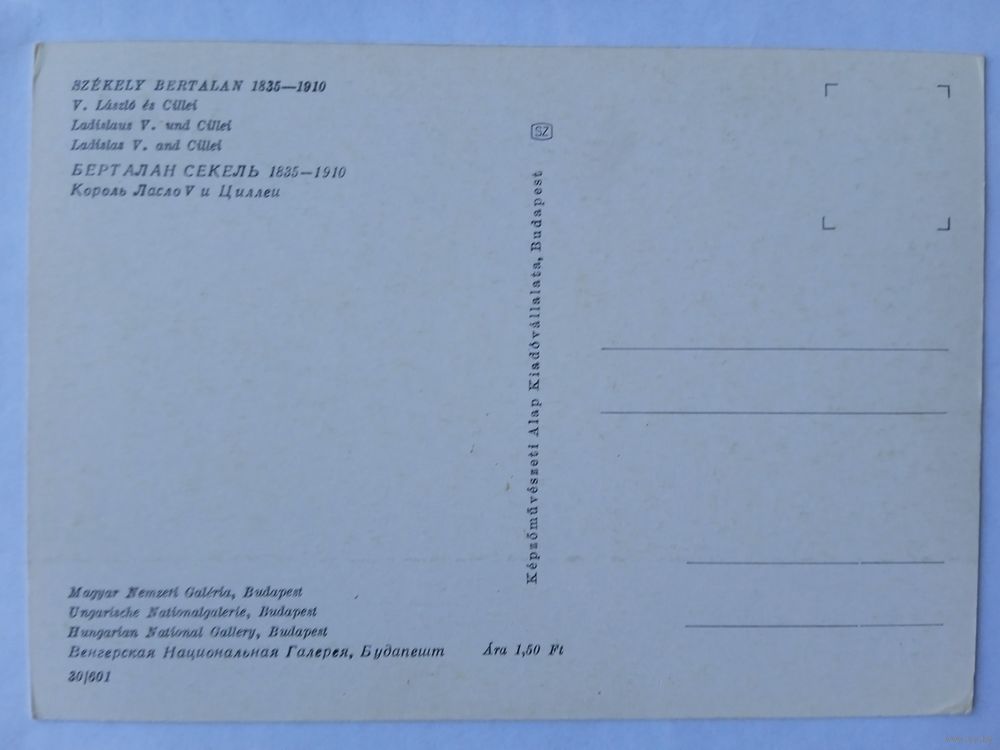 SZÉKELY BERTALAN 1835—1910
V. László és Cillei
Ladislaus V. und Cillei
Ladislas V. and Cillei
БЕРТАЛАН СЕКЕЛЬ 1835—1910
Король Ласло V и Циллеи
SZ
Képzőművészeti Alap Kiadóvállalata, Budapest
Magyar Nemzeti Galéria, Budapest
Ungarische Nationalgalerie, Budapest
Hungarian National Gallery, Budapest
Венгерская Национальная Галерея, Будапешт
Ára 1,50 Ft
30/601